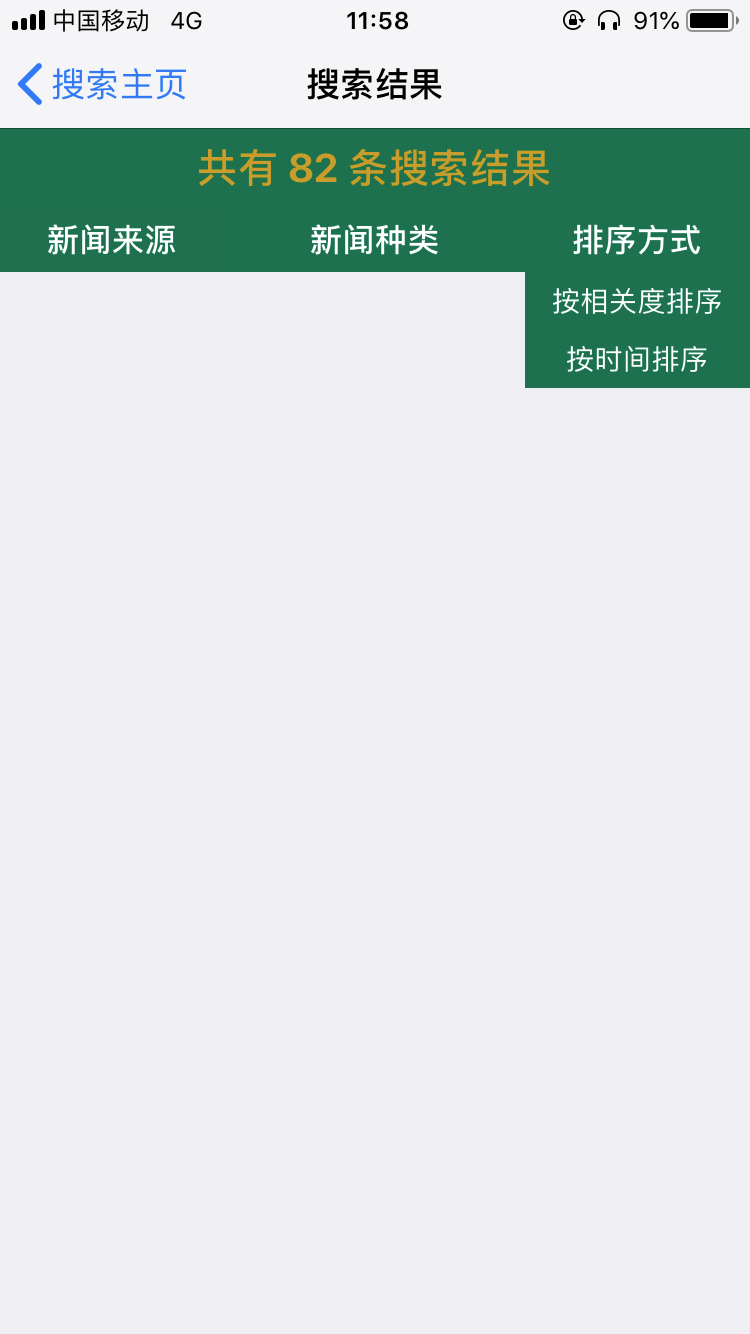 中国移动 4G 11:58 91%
搜索主页 搜索结果
共有 82 条搜索结果
新闻来源 新闻种类 排序方式
按相关度排序
按时间排序